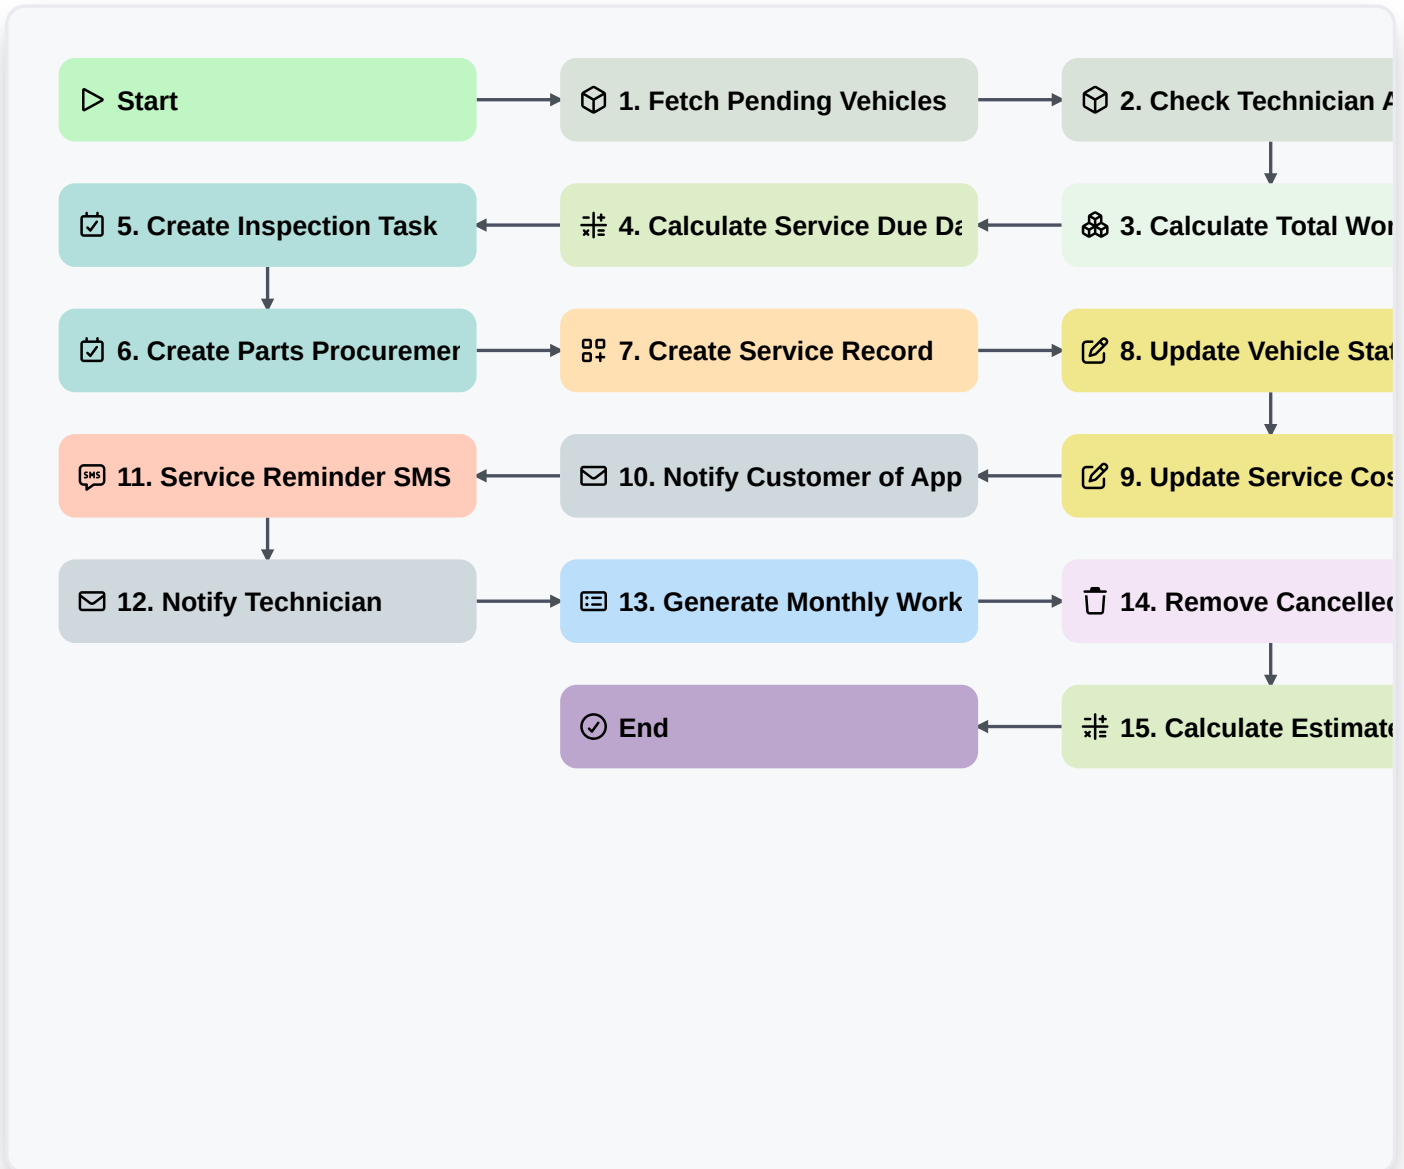 Start
1. Fetch Pending Vehicles
2. Check Technician
5. Create Inspection Task
4. Calculate Service Due
3. Calculate Total
6. Create Parts
7. Create Service Record
8. Update Vehicle
11. Service Reminder SMS
SMS
10. Notify Customer of App
9. Update Service
12. Notify Technician
13. Generate Monthly Work
14. Remove
End
15. Calculate